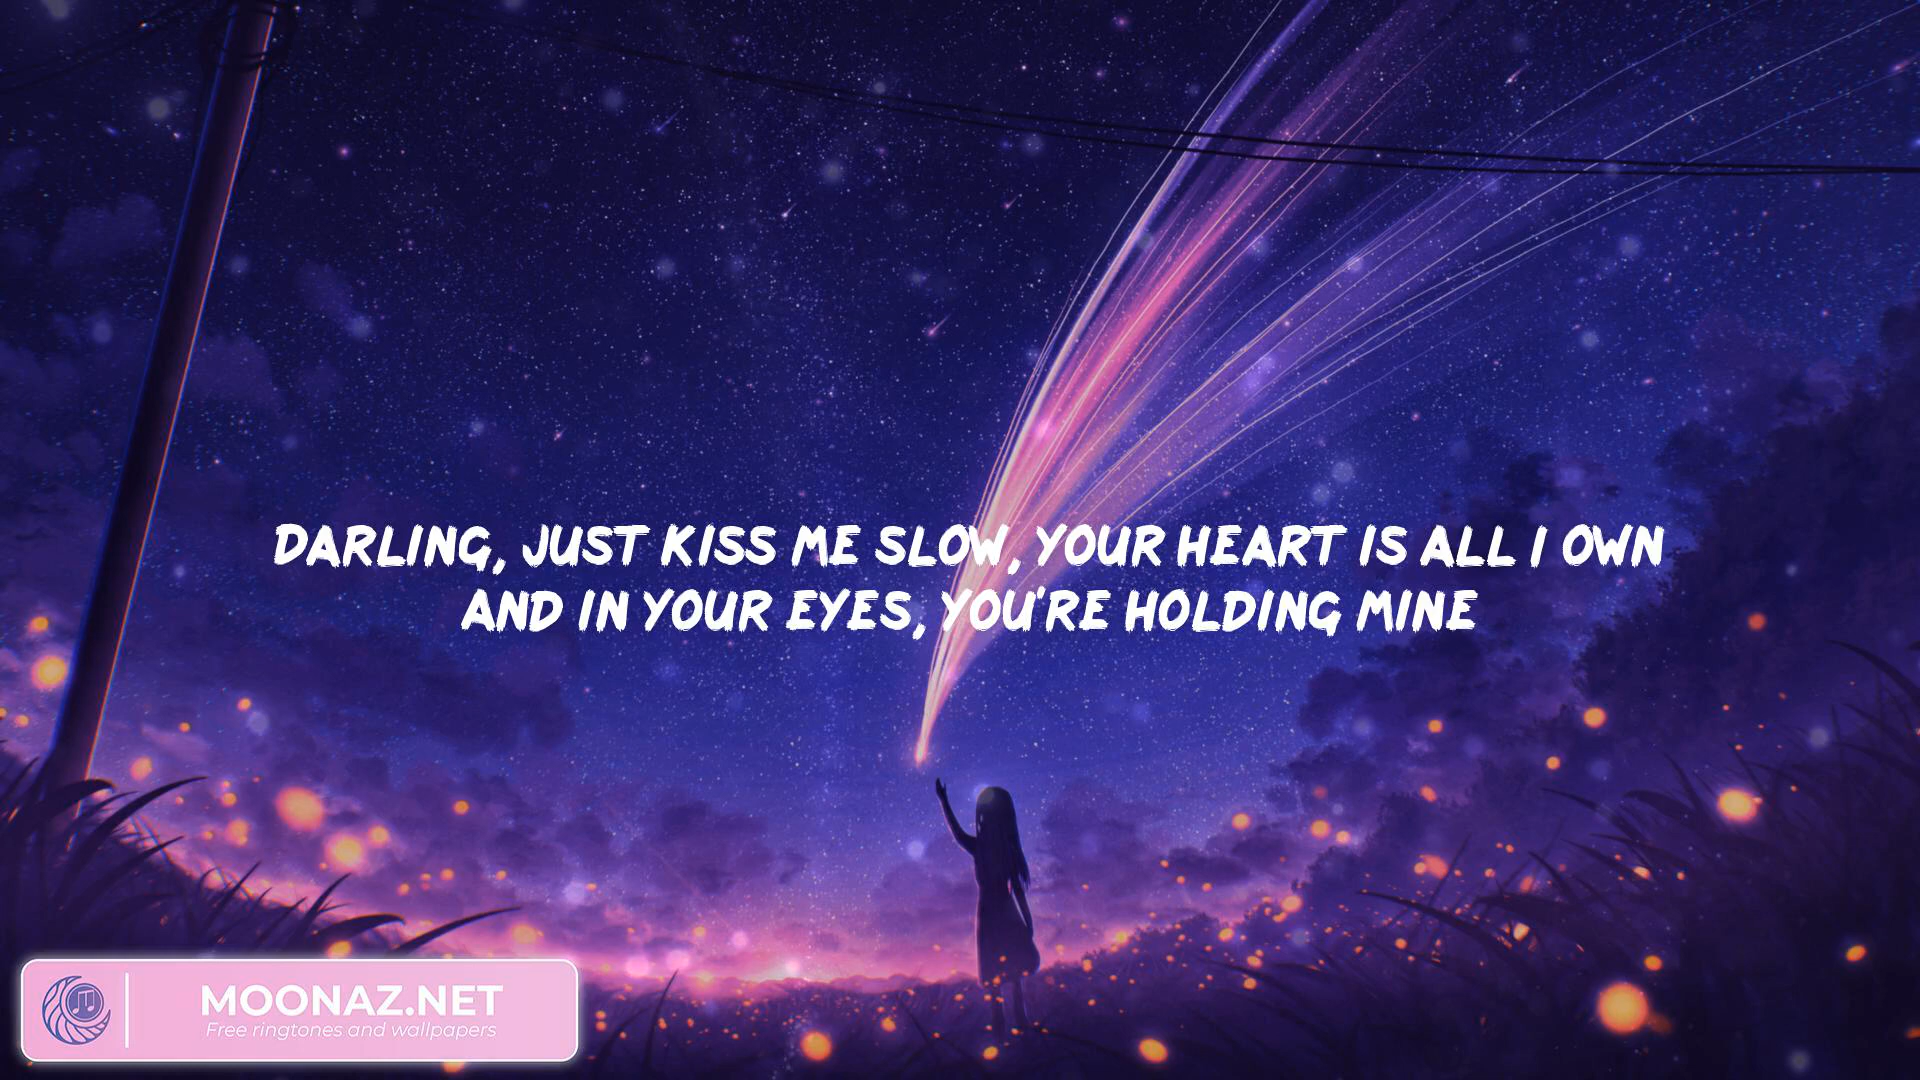 DARLING, JUST KISS ME SLOW, YOUR HEART IS ALL I OWN
AND IN YOUR EYES, YOU'RE HOLDING MINE
MOONAZ.NET
Free ringtones and wallpapers